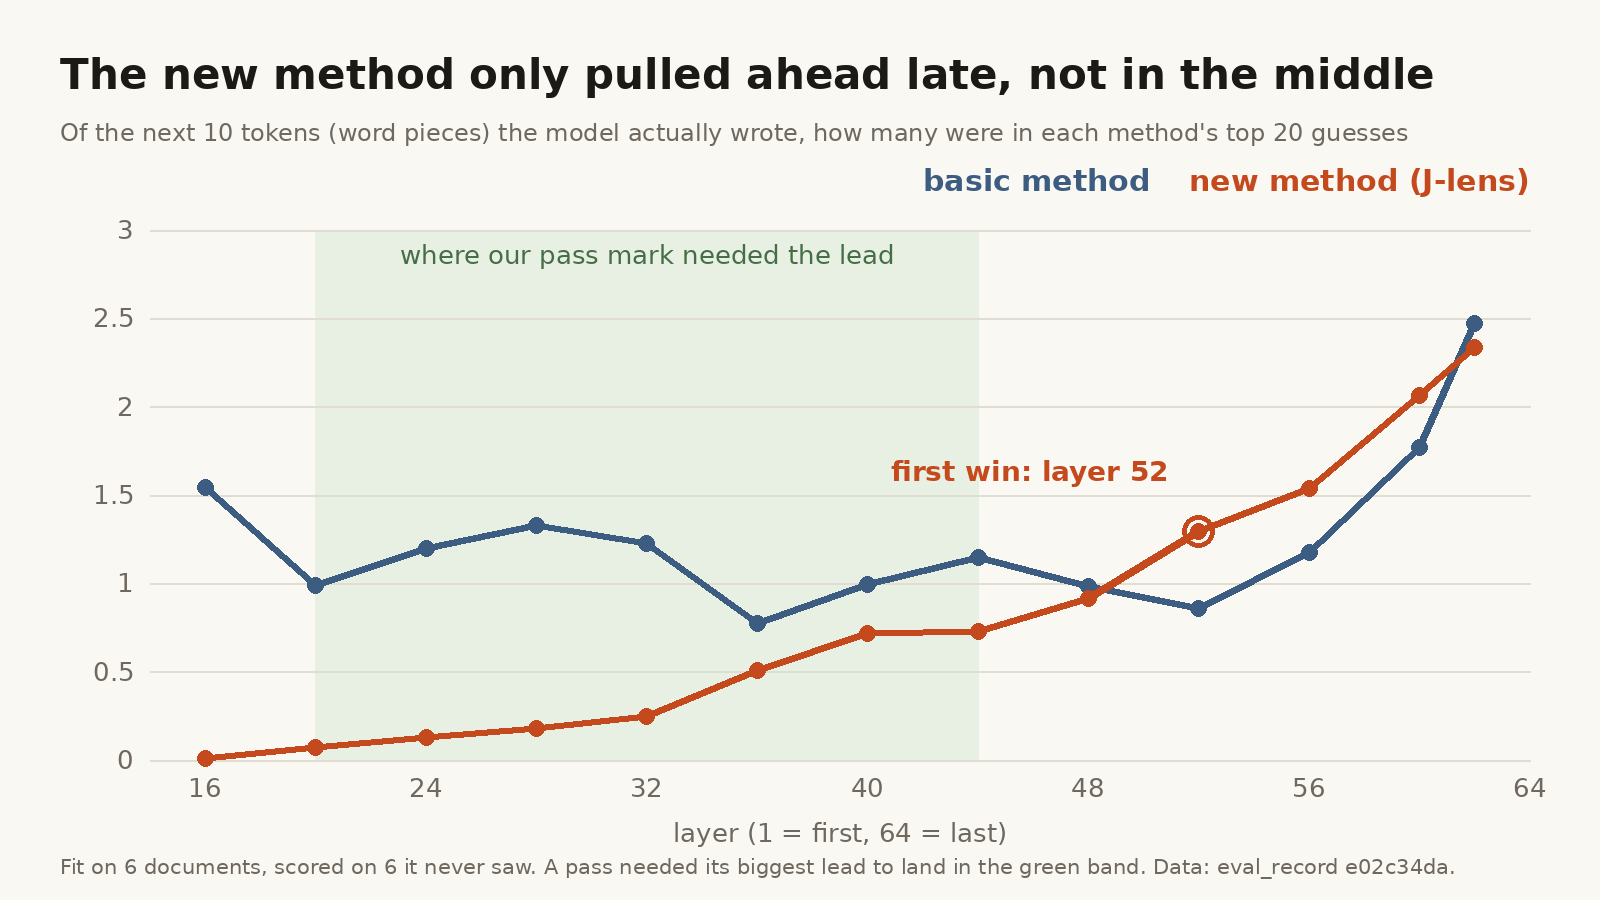 The new method only pulled ahead late, not in the middle
Of the next 10 tokens (word pieces) the model actually wrote, how many were in each method's top 20 guesses
basic method new method (J-lens)
3
where our pass mark needed the lead
2.5
2
first win: layer 52
1.5
1
0.5
0
16 24 32 40 48 56 64
layer (1 = first, 64 = last)
Fit on 6 documents, scored on 6 it never saw. A pass needed its biggest lead to land in the green band. Data: eval_record e02c34da.